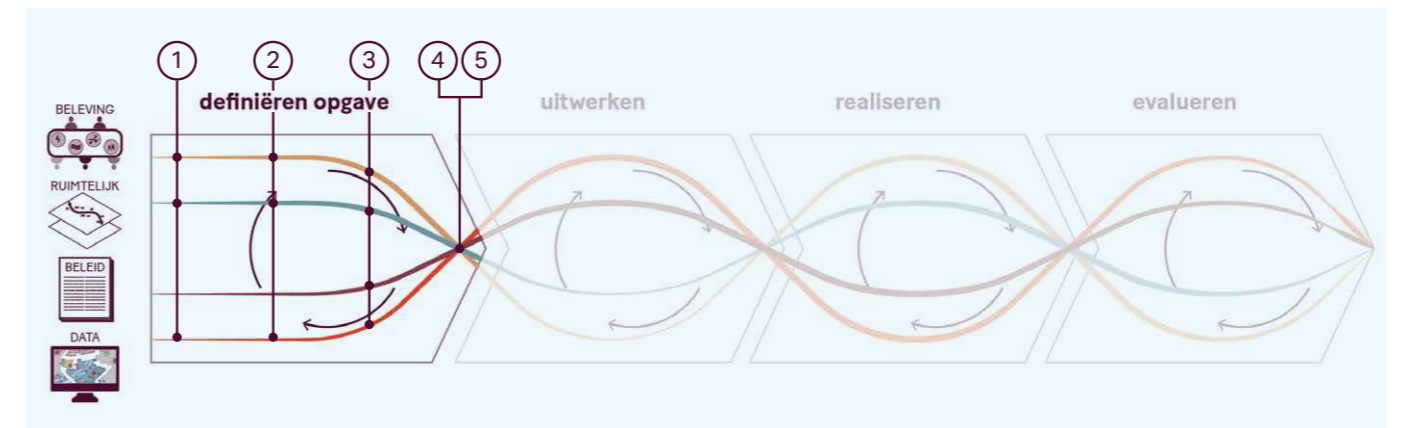 1 2 3 4 5
definiëren opgave uitwerken realiseren evalueren
BELEVING
RUIMTELIJK
BELEID
DATA